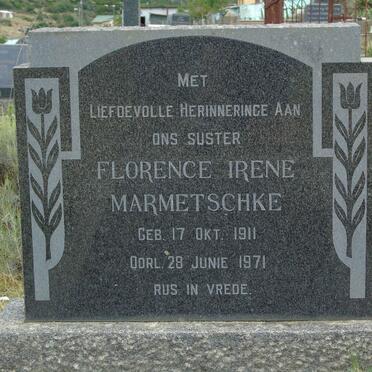 MET
LIEFDEVOLLE HERINNERINGE AAN
ONS SUSTER
FLORENCE IRENE
MARMETSCHKE
GEB. 17 OKT. 1911
OORL. 28 JUNIE 1971
RUS IN VREDE.